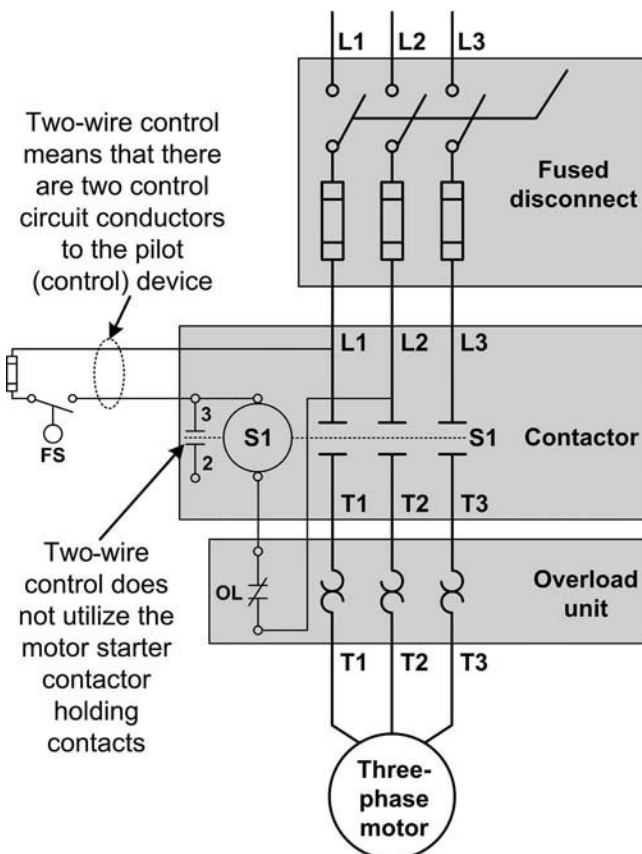 L1 L2 L3
Two-wire control
means that there
are two control
circuit conductors
to the pilot
(control) device
Fused
disconnect
L1 L2 L3
3
S1
S1
Contactor
FS
2
T1 T2 T3
Two-wire
control does
not utilize the
motor starter
contactor
holding
contacts
OL
Overload
unit
T1 T2 T3
Three-
phase
motor